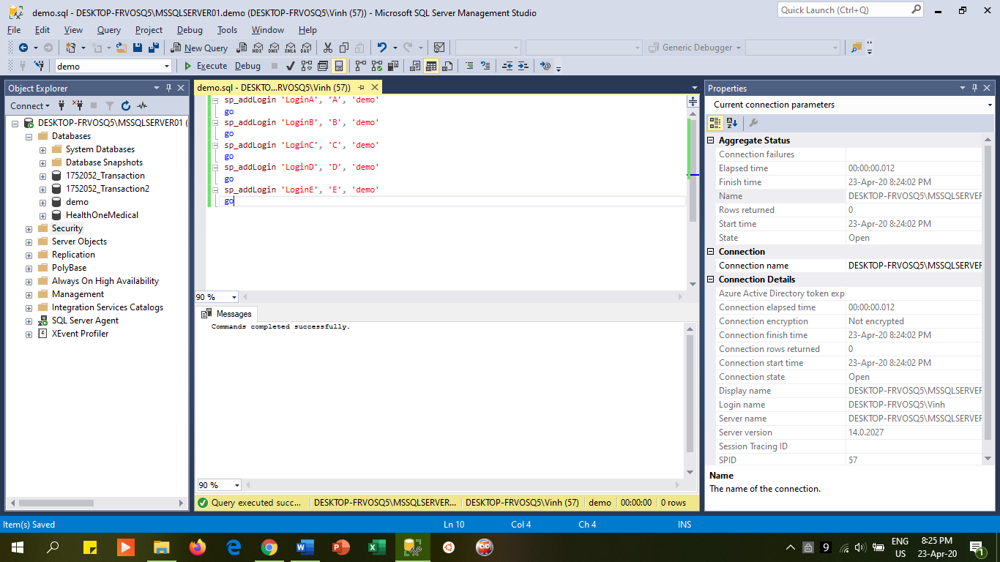 demo.sql - DESKTOP-FRVOSQ5\MSSQLSERVER01.demo (DESKTOP-FRVOSQ5\Vinh (57)) - Microsoft SQL Server Management Studio
Quick Launch (Ctrl+Q)
File Edit View Query Project Debug Tools Window Help
New Query MDX DMX XMLA DAX Generic Debugger
demo Execute Debug
Object Explorer
Connect
DESKTOP-FRVOSQ5\MSSQLSERVER01 (
Databases
System Databases
Database Snapshots
1752052_Transaction
1752052_Transaction2
demo
HealthOneMedical
Security
Server Objects
Replication
PolyBase
Always On High Availability
Management
Integration Services Catalogs
SQL Server Agent
XEvent Profiler
demo.sql - DESKTO...RVOSQ5\Vinh (57))
sp_addLogin 'LoginA', 'A', 'demo'
go
sp_addLogin 'LoginB', 'B', 'demo'
go
sp_addLogin 'LoginC', 'C', 'demo'
go
sp_addLogin 'LoginD', 'D', 'demo'
go
sp_addLogin 'LoginE', 'E', 'demo'
go
90 %
Messages
Commands completed successfully.
90 %
Query executed succ... DESKTOP-FRVOSQ5\MSSQLSERVER... DESKTOP-FRVOSQ5\Vinh (57) demo 00:00:00 0 rows
Properties
Current connection parameters
Aggregate Status
Connection failures
Elapsed time 00:00:00.012
Finish time 23-Apr-20 8:24:02 PM
Name DESKTOP-FRVOSQ5\MSSQLSERVER
Rows returned 0
Start time 23-Apr-20 8:24:02 PM
State Open
Connection
Connection name DESKTOP-FRVOSQ5\MSSQLSERVER
Connection Details
Azure Active Directory token exp
Connection elapsed time 00:00:00.012
Connection encryption Not encrypted
Connection finish time 23-Apr-20 8:24:02 PM
Connection rows returned 0
Connection start time 23-Apr-20 8:24:02 PM
Connection state Open
Display name DESKTOP-FRVOSQ5\MSSQLSERVER
Login name DESKTOP-FRVOSQ5\Vinh
Server name DESKTOP-FRVOSQ5\MSSQLSERVER
Server version 14.0.2027
Session Tracing ID
SPID 57
Name
The name of the connection.
Item(s) Saved Ln 10 Col 4 Ch 4 INS
9 ENG 8:25 PM
US 23-Apr-20 1